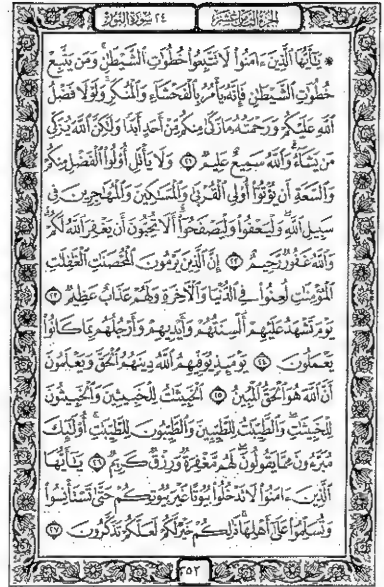 الجزء الثامن عشر ٢٤ سورة النور
* يَٰٓأَيُّهَا ٱلَّذِينَ ءَامَنُوا۟ لَا تَتَّبِعُوا۟ خُطُوَٰتِ ٱلشَّيْطَٰنِ ۚ وَمَن يَتَّبِعْ
خُطُوَٰتِ ٱلشَّيْطَٰنِ فَإِنَّهُۥ يَأْمُرُ بِٱلْفَحْشَآءِ وَٱلْمُنكَرِ ۚ وَلَوْلَا فَضْلُ
ٱللَّهِ عَلَيْكُمْ وَرَحْمَتُهُۥ مَا زَكَىٰ مِنكُم مِّنْ أَحَدٍ أَبَدًا وَلَٰكِنَّ ٱللَّهَ يُزَكِّى
مَن يَشَآءُ ۗ وَٱللَّهُ سَمِيعٌ عَلِيمٌ ٢١ وَلَا يَأْتَلِ أُو۟لُوا۟ ٱلْفَضْلِ مِنكُمْ
وَٱلسَّعَةِ أَن يُؤْتُوٓا۟ أُو۟لِى ٱلْقُرْبَىٰ وَٱلْمَسَٰكِينَ وَٱلْمُهَٰجِرِينَ فِى
سَبِيلِ ٱللَّهِ ۖ وَلْيَعْفُوا۟ وَلْيَصْفَحُوٓا۟ ۗ أَلَا تُحِبُّونَ أَن يَغْفِرَ ٱللَّهُ لَكُمْ ۗ
وَٱللَّهُ غَفُورٌ رَّحِيمٌ ٢٢ إِنَّ ٱلَّذِينَ يَرْمُونَ ٱلْمُحْصَنَٰتِ ٱلْغَٰفِلَٰتِ
ٱلْمُؤْمِنَٰتِ لُعِنُوا۟ فِى ٱلدُّنْيَا وَٱلْءَاخِرَةِ وَلَهُمْ عَذَابٌ عَظِيمٌ ٢٣
يَوْمَ تَشْهَدُ عَلَيْهِمْ أَلْسِنَتُهُمْ وَأَيْدِيهِمْ وَأَرْجُلُهُم بِمَا كَانُوا۟
يَعْمَلُونَ ٢٤ يَوْمَئِذٍ يُوَفِّيهِمُ ٱللَّهُ دِينَهُمُ ٱلْحَقَّ وَيَعْلَمُونَ
أَنَّ ٱللَّهَ هُوَ ٱلْحَقُّ ٱلْمُبِينُ ٢٥ ٱلْخَبِيثَٰتُ لِلْخَبِيثِينَ وَٱلْخَبِيثُونَ
لِلْخَبِيثَٰتِ ۖ وَٱلطَّيِّبَٰتُ لِلطَّيِّبِينَ وَٱلطَّيِّبُونَ لِلطَّيِّبَٰتِ ۚ أُو۟لَٰٓئِكَ
مُبَرَّءُونَ مِمَّا يَقُولُونَ ۖ لَهُم مَّغْفِرَةٌ وَرِزْقٌ كَرِيمٌ ٢٦ يَٰٓأَيُّهَا
ٱلَّذِينَ ءَامَنُوا۟ لَا تَدْخُلُوا۟ بُيُوتًا غَيْرَ بُيُوتِكُمْ حَتَّىٰ تَسْتَأْنِسُوا۟
وَتُسَلِّمُوا۟ عَلَىٰٓ أَهْلِهَا ۚ ذَٰلِكُمْ خَيْرٌ لَّكُمْ لَعَلَّكُمْ تَذَكَّرُونَ ٢٧
٣٥٢